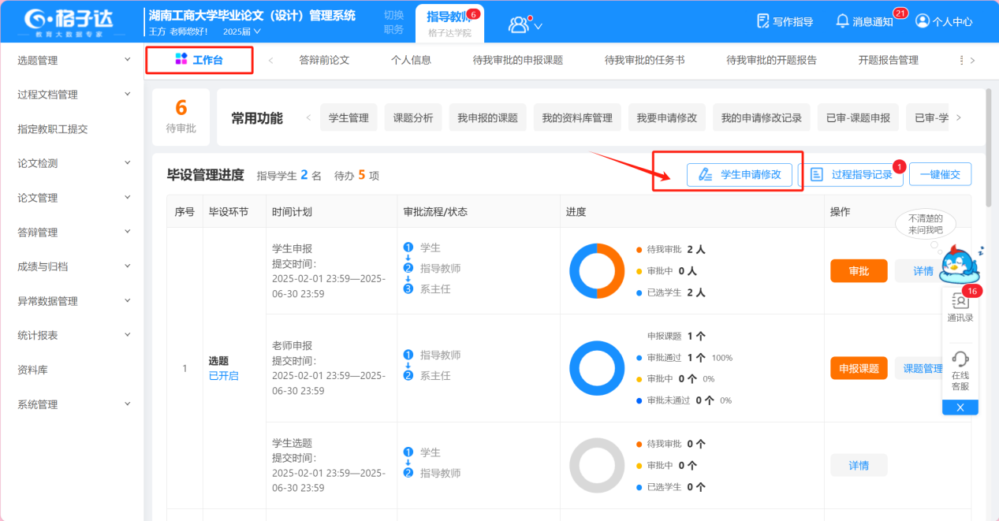 格子达
教育大数据专家
湖南工商大学毕业论文（设计）管理系统
王方 老师您好! 2025届
切换
职务
指导教师 6
格子达学院
写作指导
消息通知 21
个人中心
选题管理
过程文档管理
指定教职工提交
论文检测
论文管理
答辩管理
成绩与归档
异常数据管理
统计报表
资料库
系统管理
工作台
答辩前论文
个人信息
待我审批的申报课题
待我审批的任务书
待我审批的开题报告
开题报告管理
6
待审批
常用功能
学生管理
课题分析
我申报的课题
我的资料库管理
我要申请修改
我的申请修改记录
已审-课题申报
已审-学
毕设管理进度 指导学生 2 名 待办 5 项
学生申请修改
过程指导记录 1
一键催交
序号 毕设环节 时间计划 审批流程/状态 进度 操作
1
选题
已开启
学生申报
提交时间：
2025-02-01 23:59—2025-
06-30 23:59
1 学生
2 指导教师
3 系主任
待我审批 2 人
审批中 0 人
已选学生 2 人
审批 详情
老师申报
提交时间：
2025-02-01 23:59—2025-
06-30 23:59
1 指导教师
2 系主任
申报课题 1 个
审批通过 1 个 100%
审批中 0 个 0%
审批未通过 0 个 0%
申报课题 课题管理
学生选题
提交时间：
2025-02-01 23:59—2025-
06-30 23:59
1 学生
2 指导教师
待我审批 0 个
审批中 0 个
已选学生 0 个
详情
不清楚的
来问我吧
16
通讯录
在线
客服
X